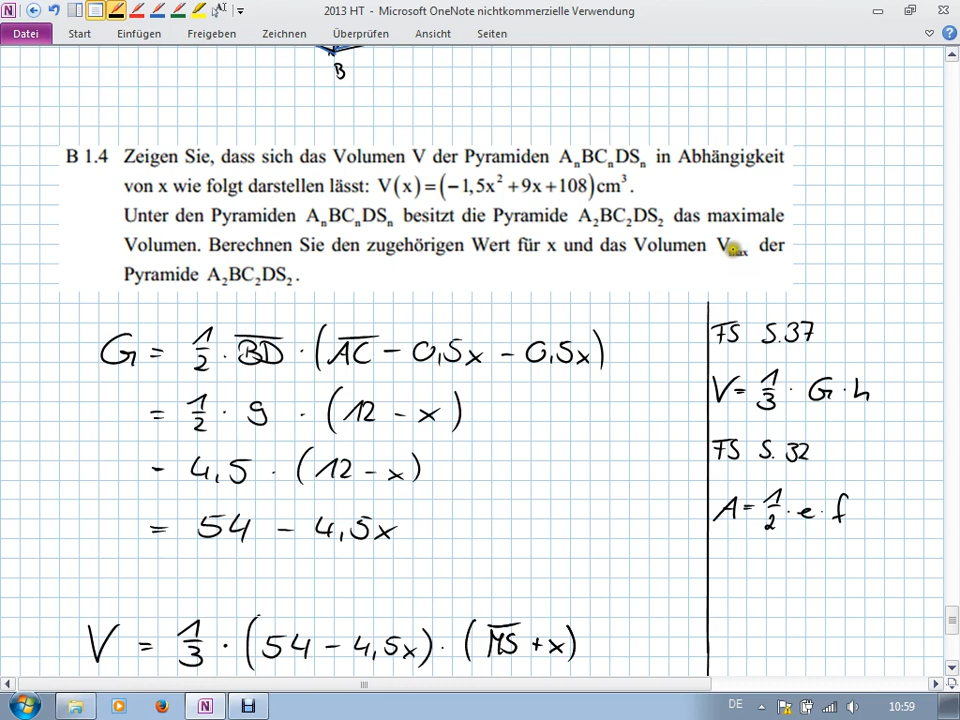 2013 HT - Microsoft OneNote nichtkommerzielle Verwendung
Datei Start Einfügen Freigeben Zeichnen Überprüfen Ansicht Seiten
B
B 1.4 Zeigen Sie, dass sich das Volumen V der Pyramiden AₙBCₙDSₙ in Abhängigkeit
von x wie folgt darstellen lässt: V(x) = (−1,5x² + 9x + 108) cm³.
Unter den Pyramiden AₙBCₙDSₙ besitzt die Pyramide A₂BC₂DS₂ das maximale
Volumen. Berechnen Sie den zugehörigen Wert für x und das Volumen Vmax der
Pyramide A₂BC₂DS₂.
G = 1/2 · B̅D̅ · (A̅C̅ − 0,5x − 0,5x)
= 1/2 · 9 · (12 − x)
= 4,5 · (12 − x)
= 54 − 4,5x
V = 1/3 · (54 − 4,5x) · (M̅S̅ + x)
FS S.37
V = 1/3 · G · h
FS S. 32
A = 1/2 · e · f
DE 10:59